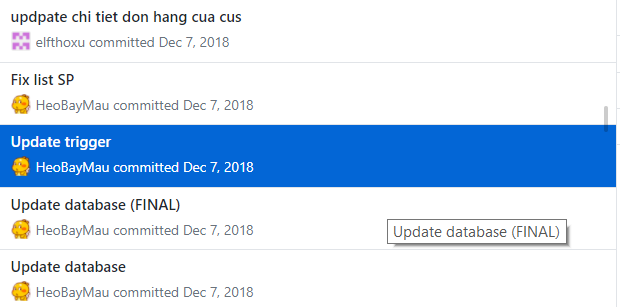 updpate chi tiet don hang cua cus
elfthoxu committed Dec 7, 2018
Fix list SP
HeoBayMau committed Dec 7, 2018
Update trigger
HeoBayMau committed Dec 7, 2018
Update database (FINAL)
HeoBayMau committed Dec 7, 2018
Update database (FINAL)
Update database
HeoBayMau committed Dec 7, 2018